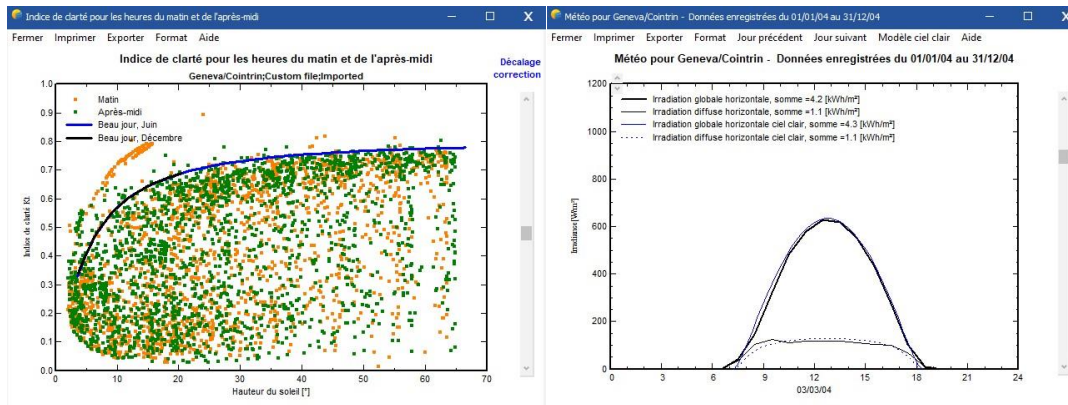 Indice de clarté pour les heures du matin et de l'après-midi
Fermer Imprimer Exporter Format Aide
Indice de clarté pour les heures du matin et de l'après-midi
Geneva/Cointrin;Custom file;Imported
Décalage
correction
Matin
Après-midi
Beau jour, Juin
Beau jour, Décembre
Indice de clarté Kt
1.0
0.9
0.8
0.7
0.6
0.5
0.4
0.3
0.2
0.1
0.0
0 10 20 30 40 50 60 70
Hauteur du soleil [°]
Météo pour Geneva/Cointrin - Données enregistrées du 01/01/04 au 31/12/04
Fermer Imprimer Exporter Format Jour précédent Jour suivant Modèle ciel clair Aide
Météo pour Geneva/Cointrin - Données enregistrées du 01/01/04 au 31/12/04
Irradiation globale horizontale, somme =4.2 [kWh/m²]
Irradiation diffuse horizontale, somme =1.1 [kWh/m²]
Irradiation globale horizontale ciel clair, somme =4.3 [kWh/m²]
Irradiation diffuse horizontale ciel clair, somme =1.1 [kWh/m²]
Irradiance[W/m²]
1200
1000
800
600
400
200
0
0 3 6 9 12 15 18 21 24
03/03/04